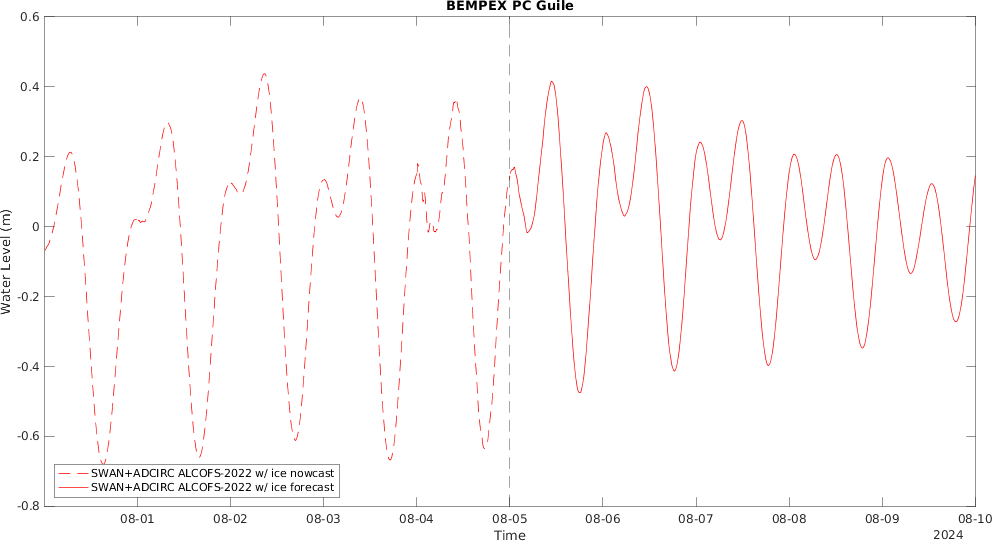 BEMPEX PC Guile
0.6
0.4
0.2
0
-0.2
-0.4
-0.6
-0.8
Water Level (m)
SWAN+ADCIRC ALCOFS-2022 w/ ice nowcast
SWAN+ADCIRC ALCOFS-2022 w/ ice forecast
08-01 08-02 08-03 08-04 08-05 08-06 08-07 08-08 08-09 08-10
Time
2024